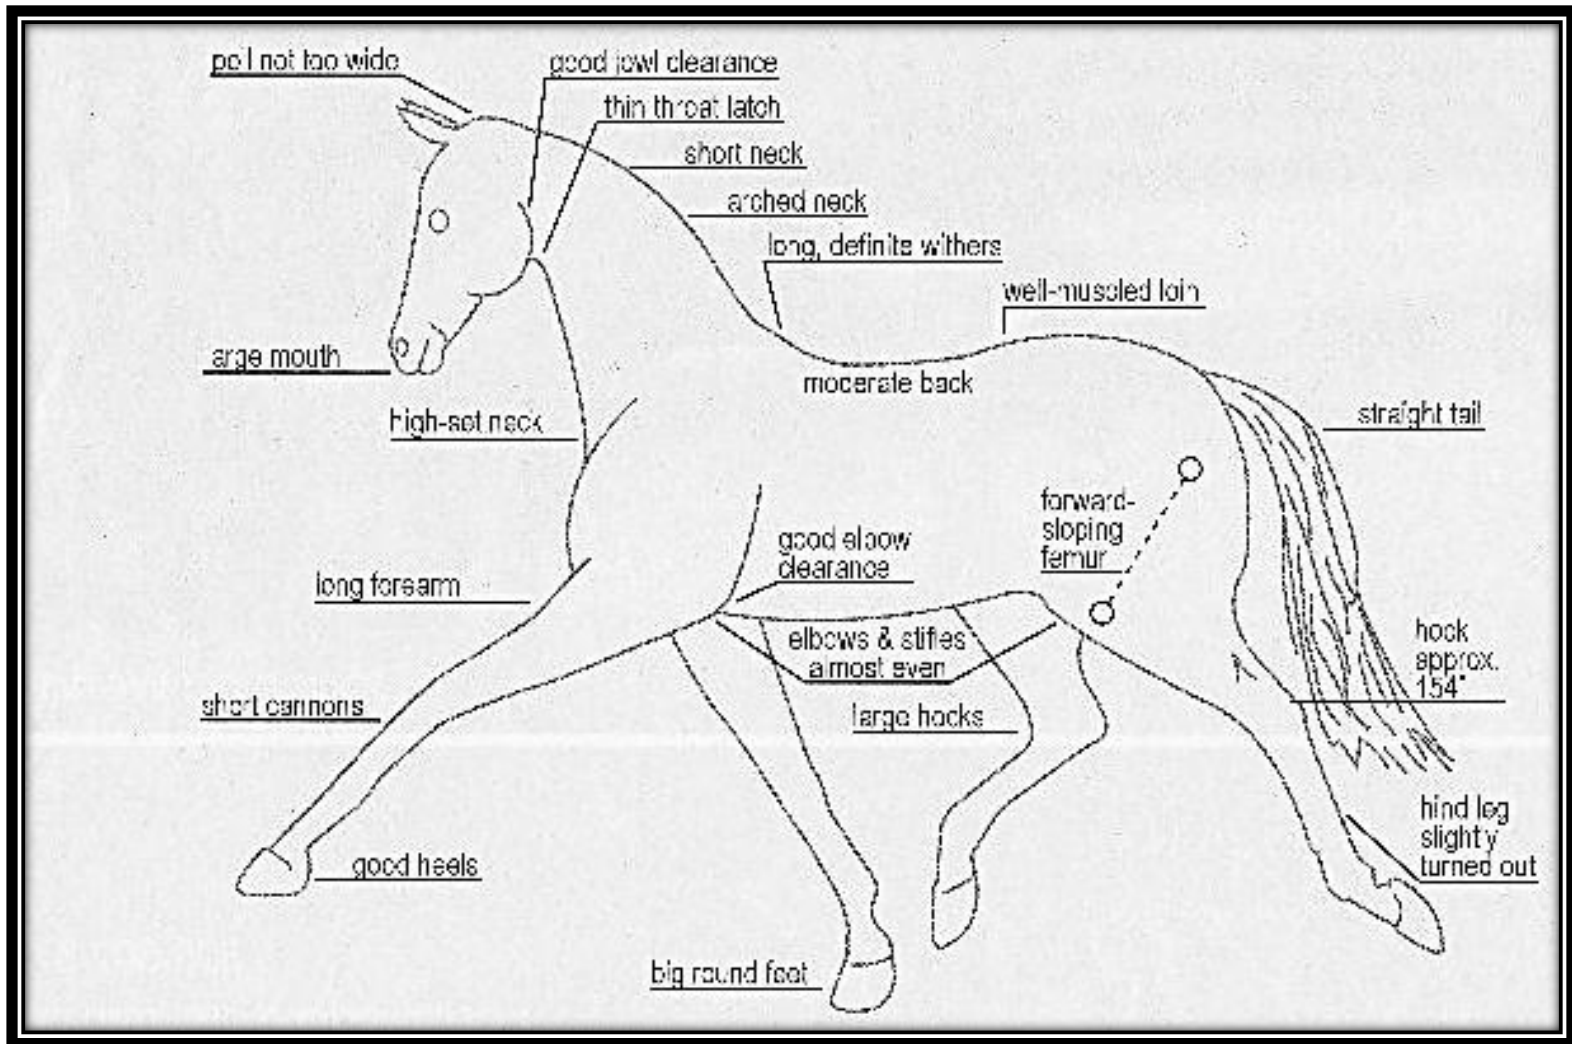 poll not too wide
good jowl clearance
thin throat latch
short neck
arched neck
long, definite withers
well-muscled loin
arge mouth
moderate back
high-set neck
straight tail
forward-
sloping
femur
good elbow
clearance
long forearm
elbows & stifles
almost even
hock
approx.
154°
short cannons
large hocks
hind leg
slightly
turned out
good heels
big round feet